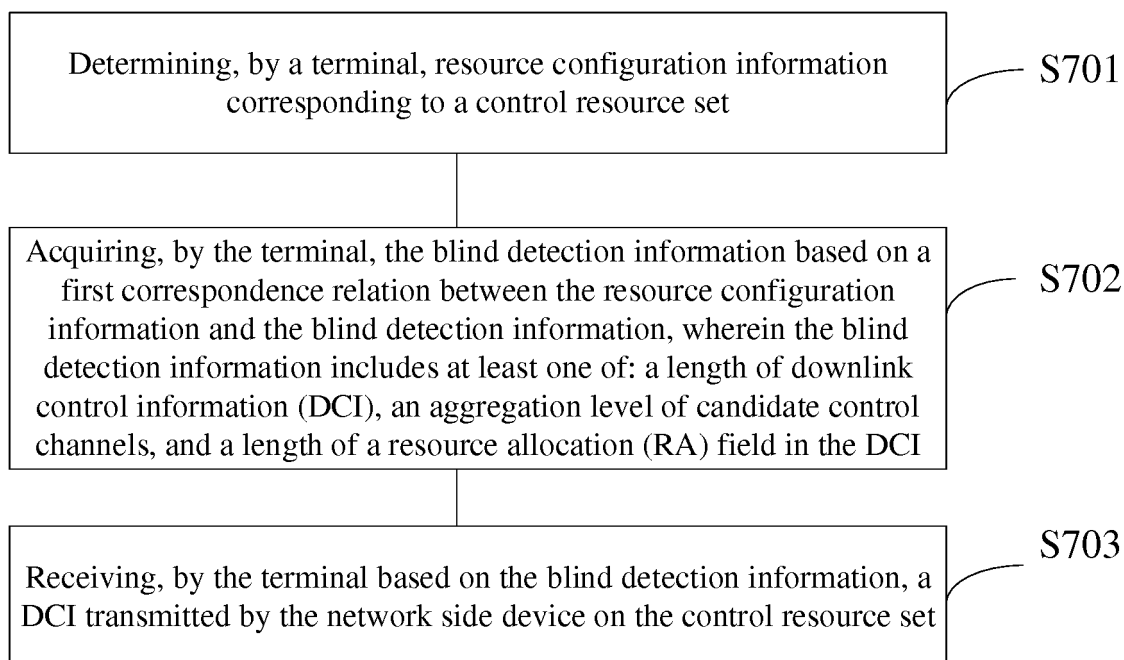 Determining, by a terminal, resource configuration information
corresponding to a control resource set
S701
Acquiring, by the terminal, the blind detection information based on a
first correspondence relation between the resource configuration
information and the blind detection information, wherein the blind
detection information includes at least one of: a length of downlink
control information (DCI), an aggregation level of candidate control
channels, and a length of a resource allocation (RA) field in the DCI
S702
Receiving, by the terminal based on the blind detection information, a
DCI transmitted by the network side device on the control resource set
S703